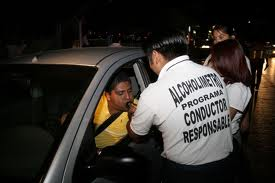 ALCOHOLIMETRO
PROGRAMA
CONDUCTOR
RESPONSABLE